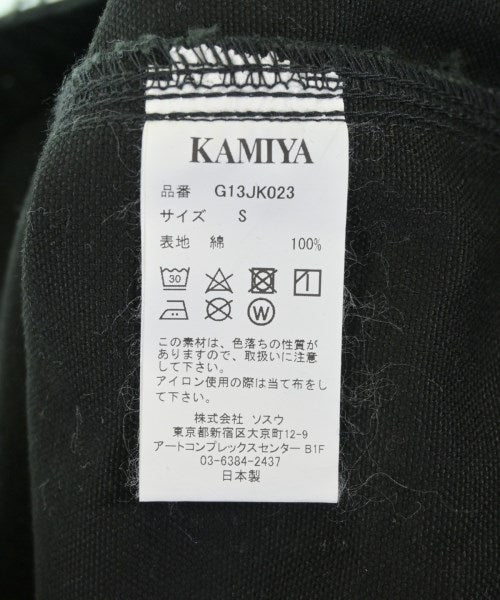 KAMIYA
品番 G13JK023
サイズ S
表地 綿 100%
30
W
この素材は、色落ちの性質が
ありますので、取扱いに注意
して下さい。
アイロン使用の際は当て布をし
て下さい。
株式会社 ソスウ
東京都新宿区大京町12-9
アートコンプレックスセンター B1F
03-6384-2437
日本製